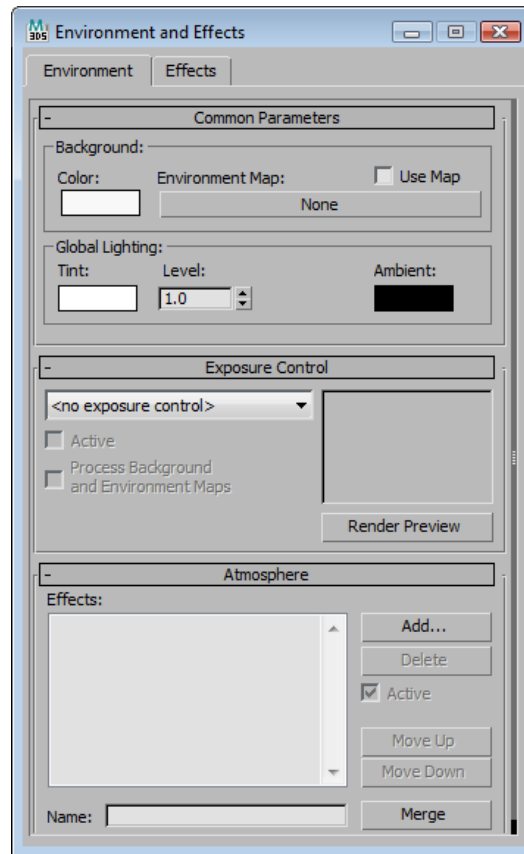 M 3DS Environment and Effects
Environment Effects
- Common Parameters
Background:
Color: Environment Map: Use Map
None
Global Lighting:
Tint: Level: Ambient:
1.0
- Exposure Control
<no exposure control>
Active
Process Background
and Environment Maps
Render Preview
- Atmosphere
Effects:
Add...
Delete
Active
Move Up
Move Down
Name: Merge